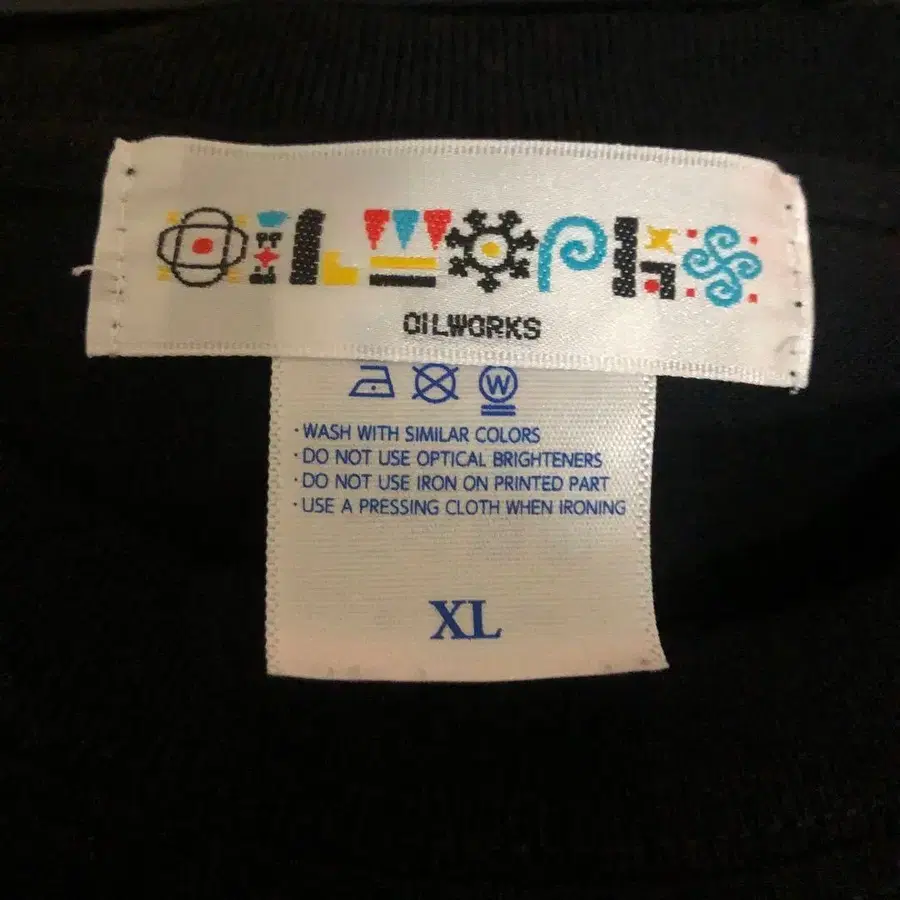 OILWORKS
OILWORKS
W
· WASH WITH SIMILAR COLORS
· DO NOT USE OPTICAL BRIGHTENERS
· DO NOT USE IRON ON PRINTED PART
· USE A PRESSING CLOTH WHEN IRONING
XL